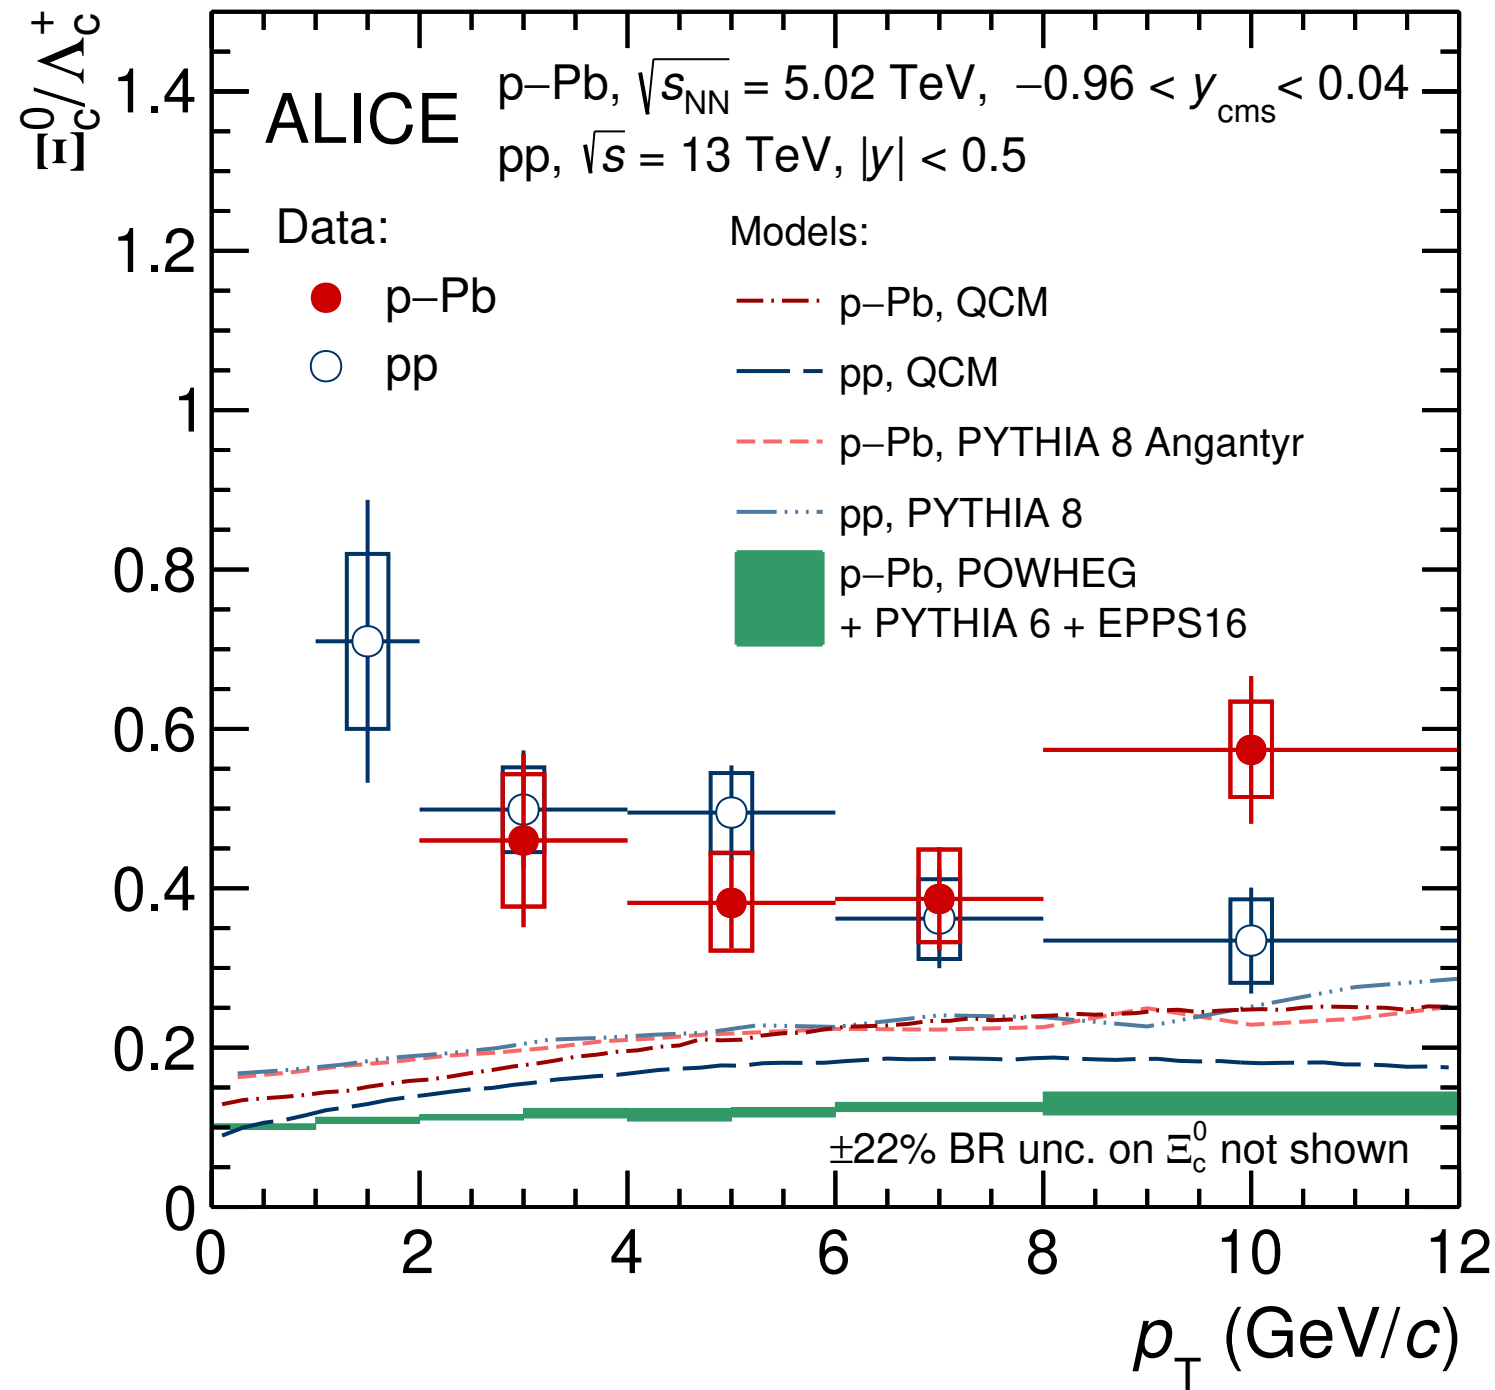 Ξ⁰c/Λ⁺c
ALICE
p−Pb, √sNN = 5.02 TeV, −0.96 < ycms < 0.04
pp, √s = 13 TeV, |y| < 0.5
Data:
p−Pb
pp
Models:
p−Pb, QCM
pp, QCM
p−Pb, PYTHIA 8 Angantyr
pp, PYTHIA 8
p−Pb, POWHEG
+ PYTHIA 6 + EPPS16
1.4
1.2
1
0.8
0.6
0.4
0.2
0
±22% BR unc. on Ξ⁰c not shown
0 2 4 6 8 10 12
pT (GeV/c)